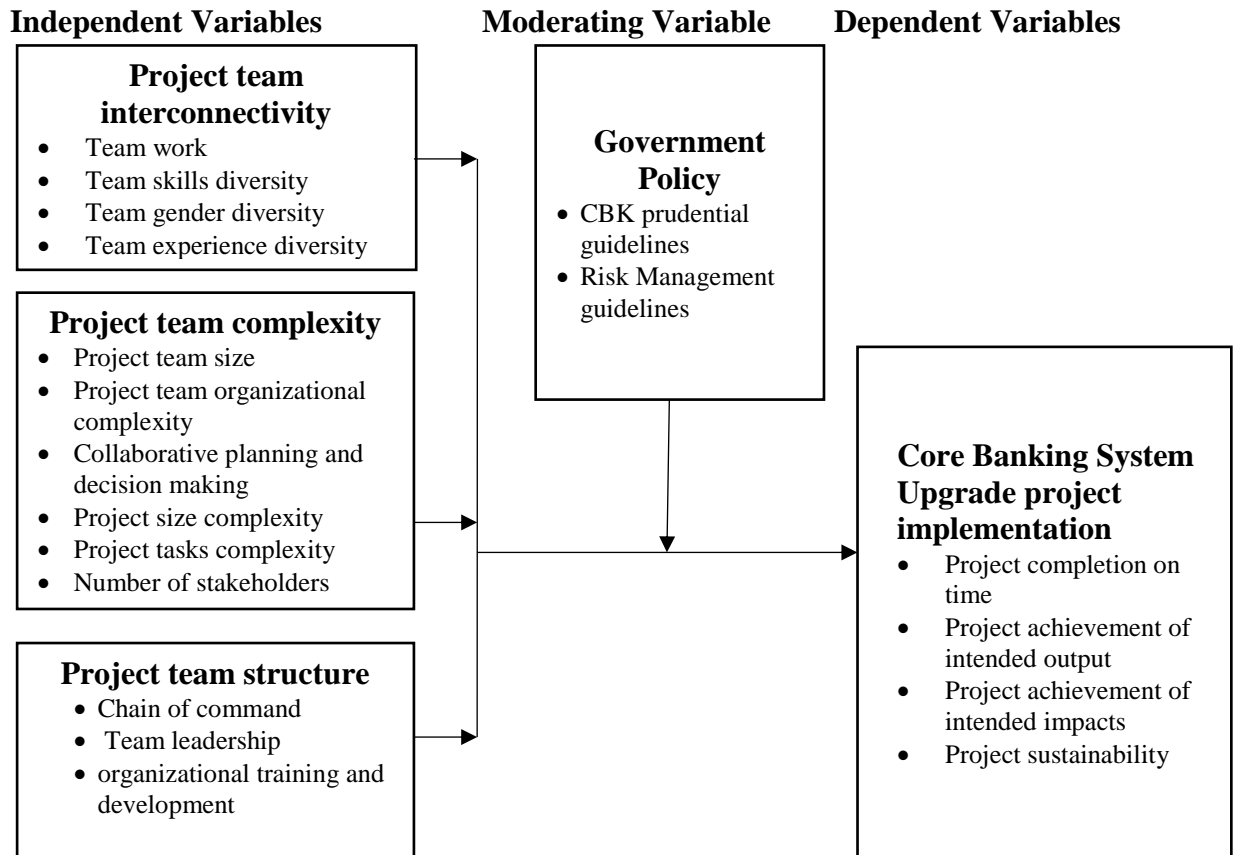 Independent Variables
Moderating Variable
Dependent Variables
Project team
interconnectivity
• Team work
• Team skills diversity
• Team gender diversity
• Team experience diversity
Project team complexity
• Project team size
• Project team organizational
complexity
• Collaborative planning and
decision making
• Project size complexity
• Project tasks complexity
• Number of stakeholders
Project team structure
• Chain of command
• Team leadership
• organizational training and
development
Government
Policy
• CBK prudential
guidelines
• Risk Management
guidelines
Core Banking System
Upgrade project
implementation
• Project completion on
time
• Project achievement of
intended output
• Project achievement of
intended impacts
• Project sustainability